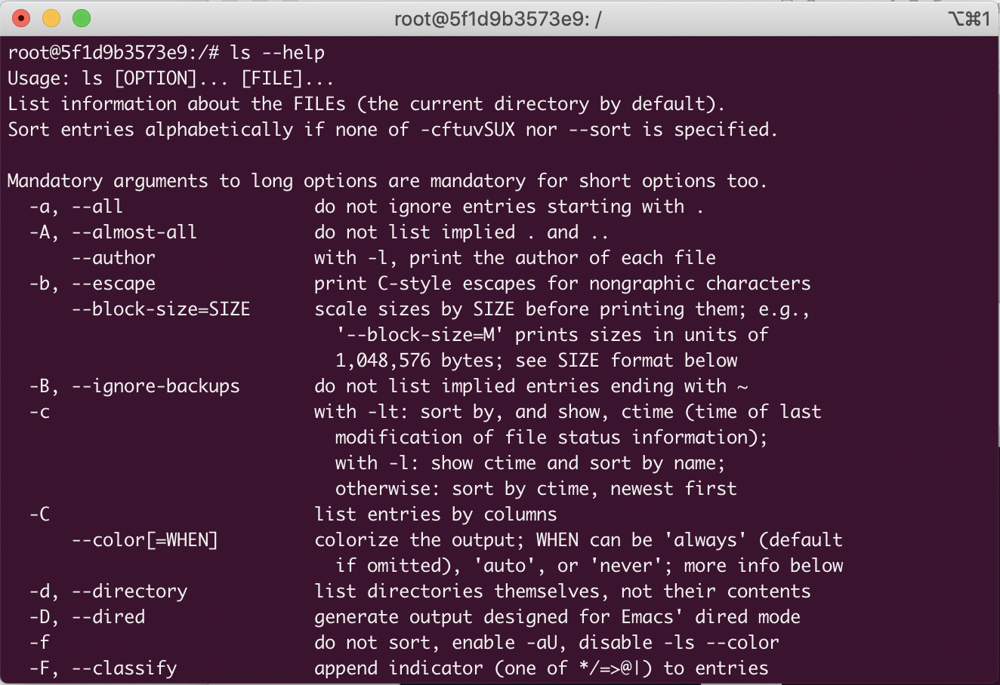 root@5f1d9b3573e9: /
⌥⌘1
root@5f1d9b3573e9:/# ls --help
Usage: ls [OPTION]... [FILE]...
List information about the FILEs (the current directory by default).
Sort entries alphabetically if none of -cftuvSUX nor --sort is specified.

Mandatory arguments to long options are mandatory for short options too.
  -a, --all                  do not ignore entries starting with .
  -A, --almost-all           do not list implied . and ..
      --author               with -l, print the author of each file
  -b, --escape               print C-style escapes for nongraphic characters
      --block-size=SIZE      scale sizes by SIZE before printing them; e.g.,
                               '--block-size=M' prints sizes in units of
                               1,048,576 bytes; see SIZE format below
  -B, --ignore-backups       do not list implied entries ending with ~
  -c                         with -lt: sort by, and show, ctime (time of last
                               modification of file status information);
                               with -l: show ctime and sort by name;
                               otherwise: sort by ctime, newest first
  -C                         list entries by columns
      --color[=WHEN]         colorize the output; WHEN can be 'always' (default
                               if omitted), 'auto', or 'never'; more info below
  -d, --directory            list directories themselves, not their contents
  -D, --dired                generate output designed for Emacs' dired mode
  -f                         do not sort, enable -aU, disable -ls --color
  -F, --classify             append indicator (one of */=>@|) to entries